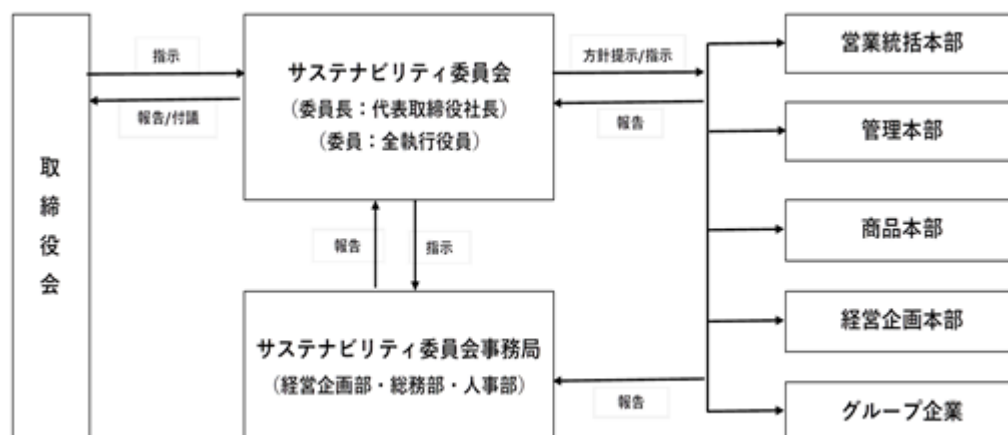 取締役会
指示
報告/付議
サステナビリティ委員会
(委員長:代表取締役社長)
(委員:全執行役員)
方針提示/指示
報告
報告
指示
サステナビリティ委員会事務局
(経営企画部・総務部・人事部)
報告
営業統括本部
管理本部
商品本部
経営企画本部
グループ企業